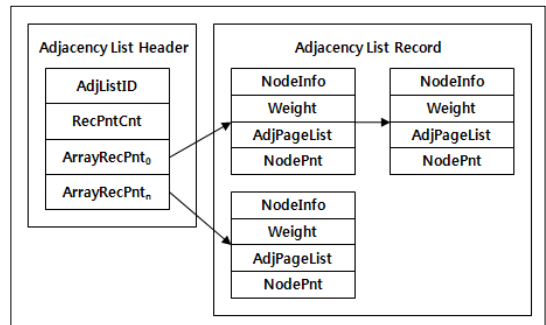 Adjacency List Header
AdjListID
RecPntCnt
ArrayRecPnt₀
ArrayRecPntₙ
Adjacency List Record
NodeInfo
Weight
AdjPageList
NodePnt
NodeInfo
Weight
AdjPageList
NodePnt
NodeInfo
Weight
AdjPageList
NodePnt